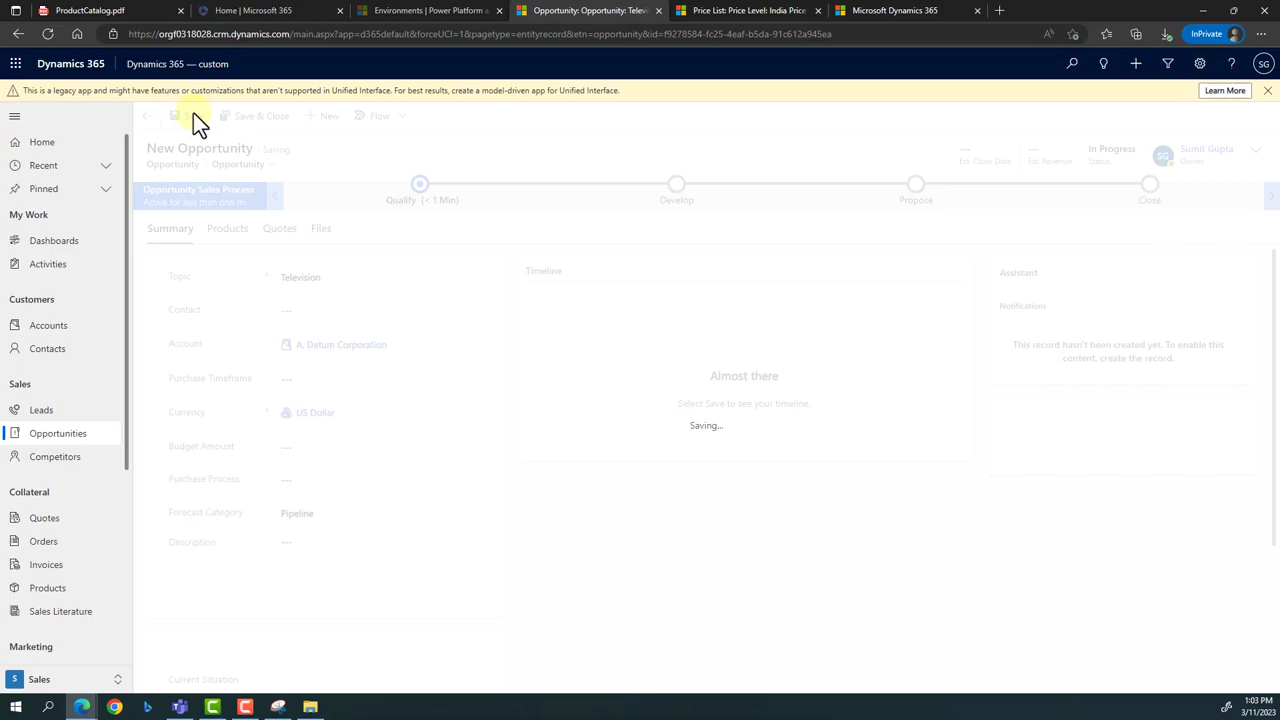 ProductCatalog.pdf
Home | Microsoft 365
Environments | Power Platform a
Opportunity: Opportunity: Televi
Price List: Price Level: India Price
Microsoft Dynamics 365
https://orgf0318028.crm.dynamics.com/main.aspx?app=d365default&forceUCI=1&pagetype=entityrecord&etn=opportunity&id=f9278584-fc25-4eaf-b5da-91c612a945ea
InPrivate
Dynamics 365
Dynamics 365 — custom
SG
This is a legacy app and might have features or customizations that aren't supported in Unified Interface. For best results, create a model-driven app for Unified Interface.
Learn More
Save & Close
New
Flow
Home
Recent
Pinned
My Work
Dashboards
Activities
Customers
Accounts
Contacts
Sales
Leads
Opportunities
Competitors
Collateral
Quotes
Orders
Invoices
Products
Sales Literature
Marketing
S
Sales
New Opportunity - Saving
Opportunity · Opportunity
---
Est. Close Date
---
Est. Revenue
In Progress
Status
SG
Sumit Gupta
Owner
Opportunity Sales Process
Active for less than one mi...
Qualify (< 1 Min)
Develop
Propose
Close
Summary
Products
Quotes
Files
Topic * Television
Contact ---
Account A. Datum Corporation
Purchase Timeframe ---
Currency * US Dollar
Budget Amount ---
Purchase Process ---
Forecast Category Pipeline
Description ---
Current Situation
Timeline
Almost there
Select Save to see your timeline.
Saving...
Assistant
Notifications
This record hasn't been created yet. To enable this
content, create the record.
1:03 PM
3/11/2023